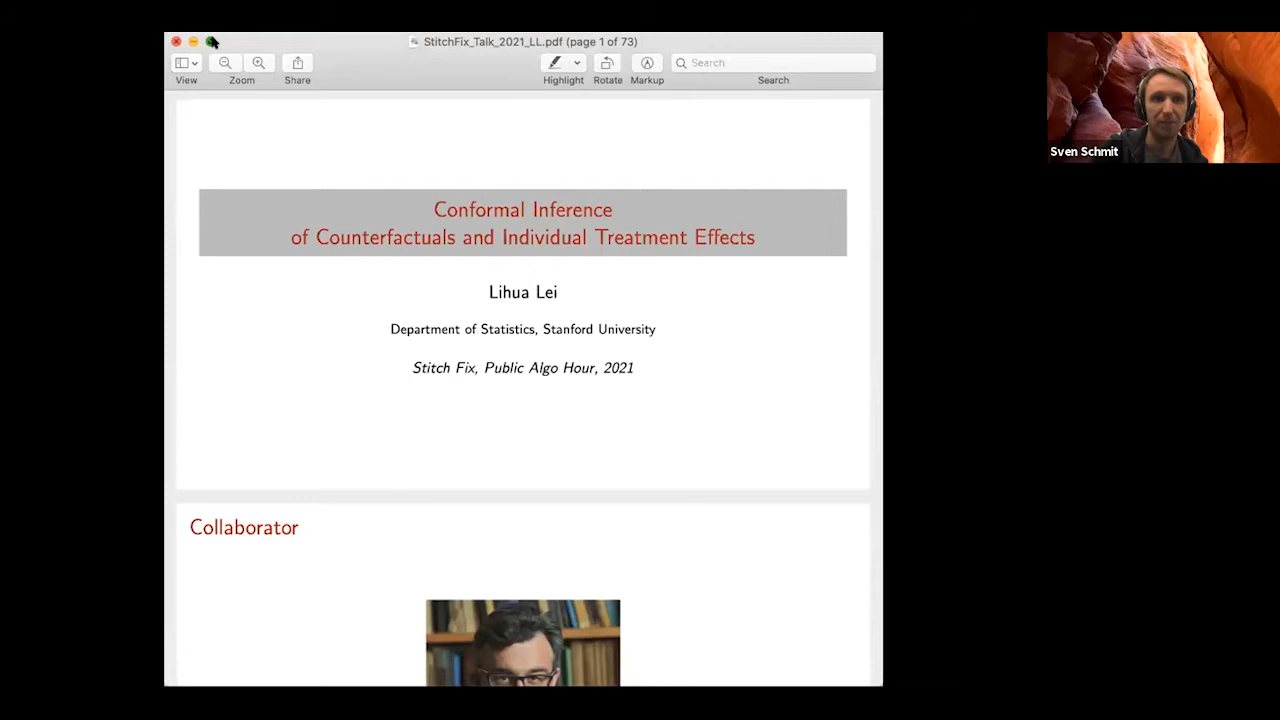 StitchFix_Talk_2021_LL.pdf (page 1 of 73)
View
Zoom
Share
Highlight
Rotate
Markup
Search
Search
Conformal Inference
of Counterfactuals and Individual Treatment Effects
Lihua Lei
Department of Statistics, Stanford University
Stitch Fix, Public Algo Hour, 2021
Collaborator
Sven Schmit